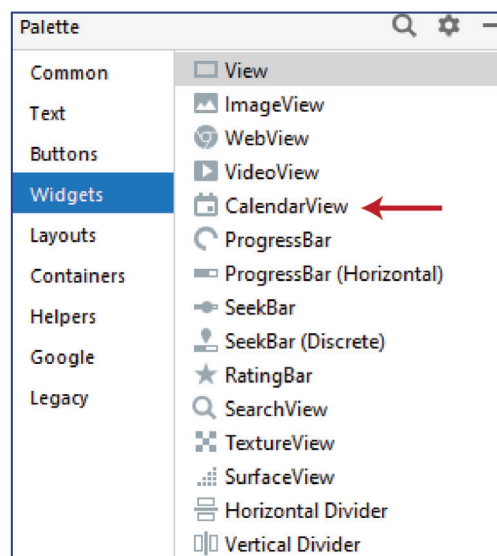 Palette
Common
Text
Buttons
Widgets
Layouts
Containers
Helpers
Google
Legacy
View
ImageView
WebView
VideoView
CalendarView
ProgressBar
ProgressBar (Horizontal)
SeekBar
SeekBar (Discrete)
RatingBar
SearchView
TextureView
SurfaceView
Horizontal Divider
Vertical Divider